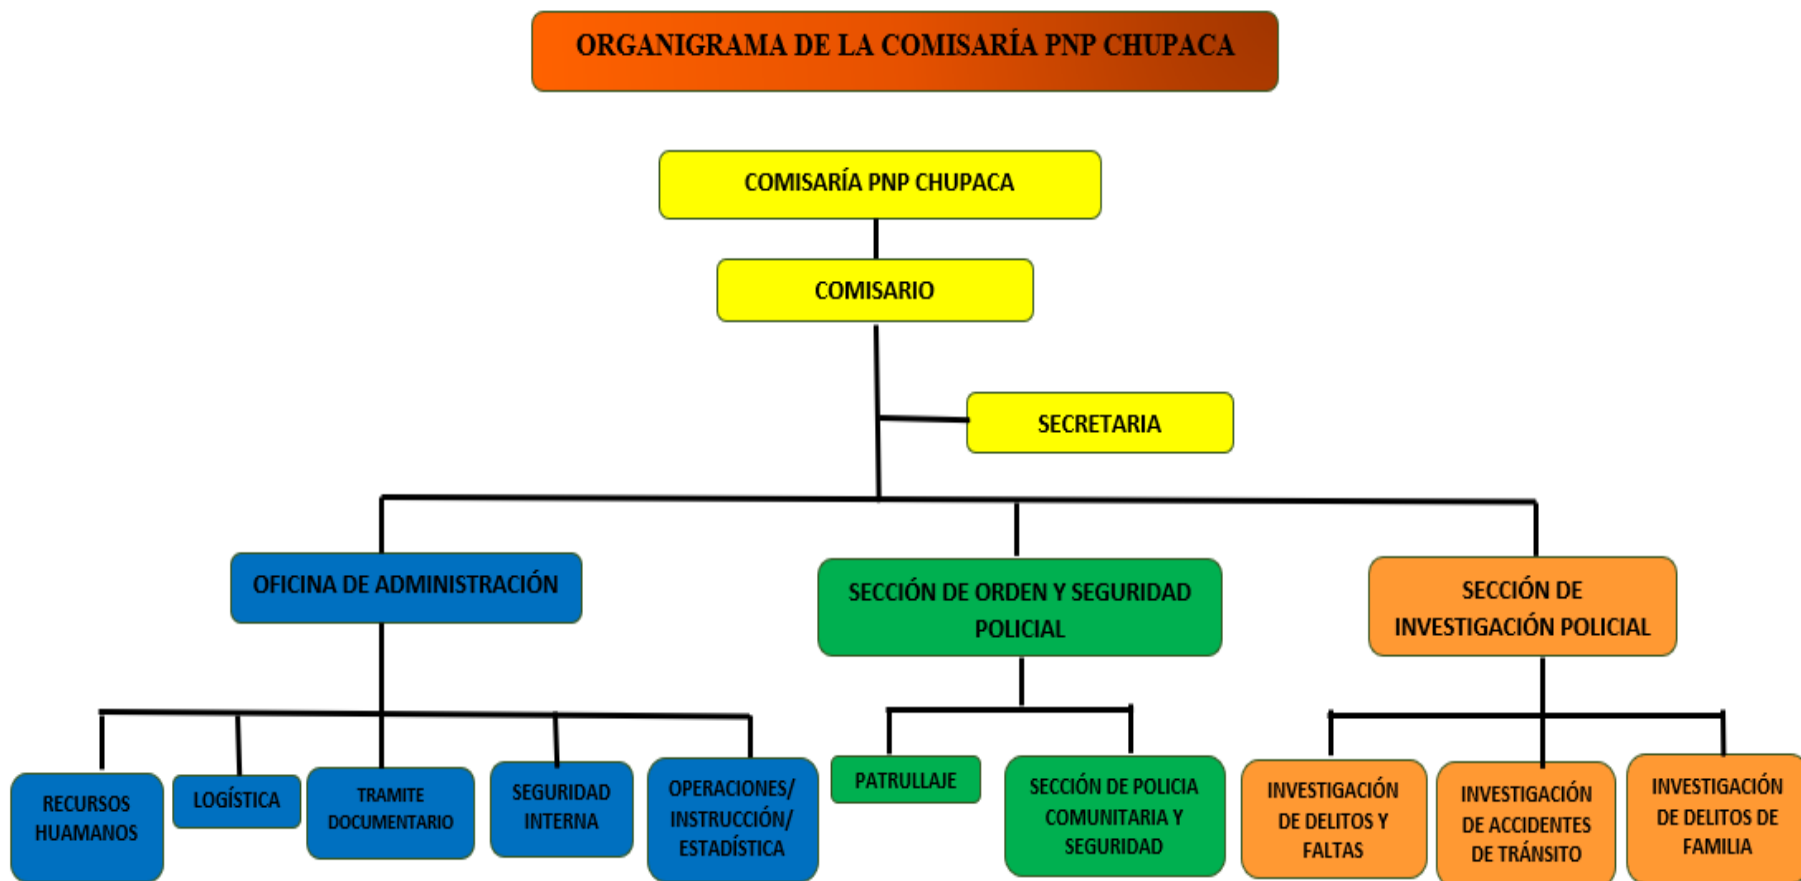 ORGANIGRAMA DE LA COMISARÍA PNP CHUPACA
COMISARÍA PNP CHUPACA
COMISARIO
SECRETARIA
OFICINA DE ADMINISTRACIÓN
SECCIÓN DE ORDEN Y SEGURIDAD
POLICIAL
SECCIÓN DE
INVESTIGACIÓN POLICIAL
RECURSOS
HUAMANOS
LOGÍSTICA
TRAMITE
DOCUMENTARIO
SEGURIDAD
INTERNA
OPERACIONES/
INSTRUCCIÓN/
ESTADÍSTICA
PATRULLAJE
SECCIÓN DE POLICIA
COMUNITARIA Y
SEGURIDAD
INVESTIGACIÓN
DE DELITOS Y
FALTAS
INVESTIGACIÓN
DE ACCIDENTES
DE TRÁNSITO
INVESTIGACIÓN
DE DELITOS DE
FAMILIA